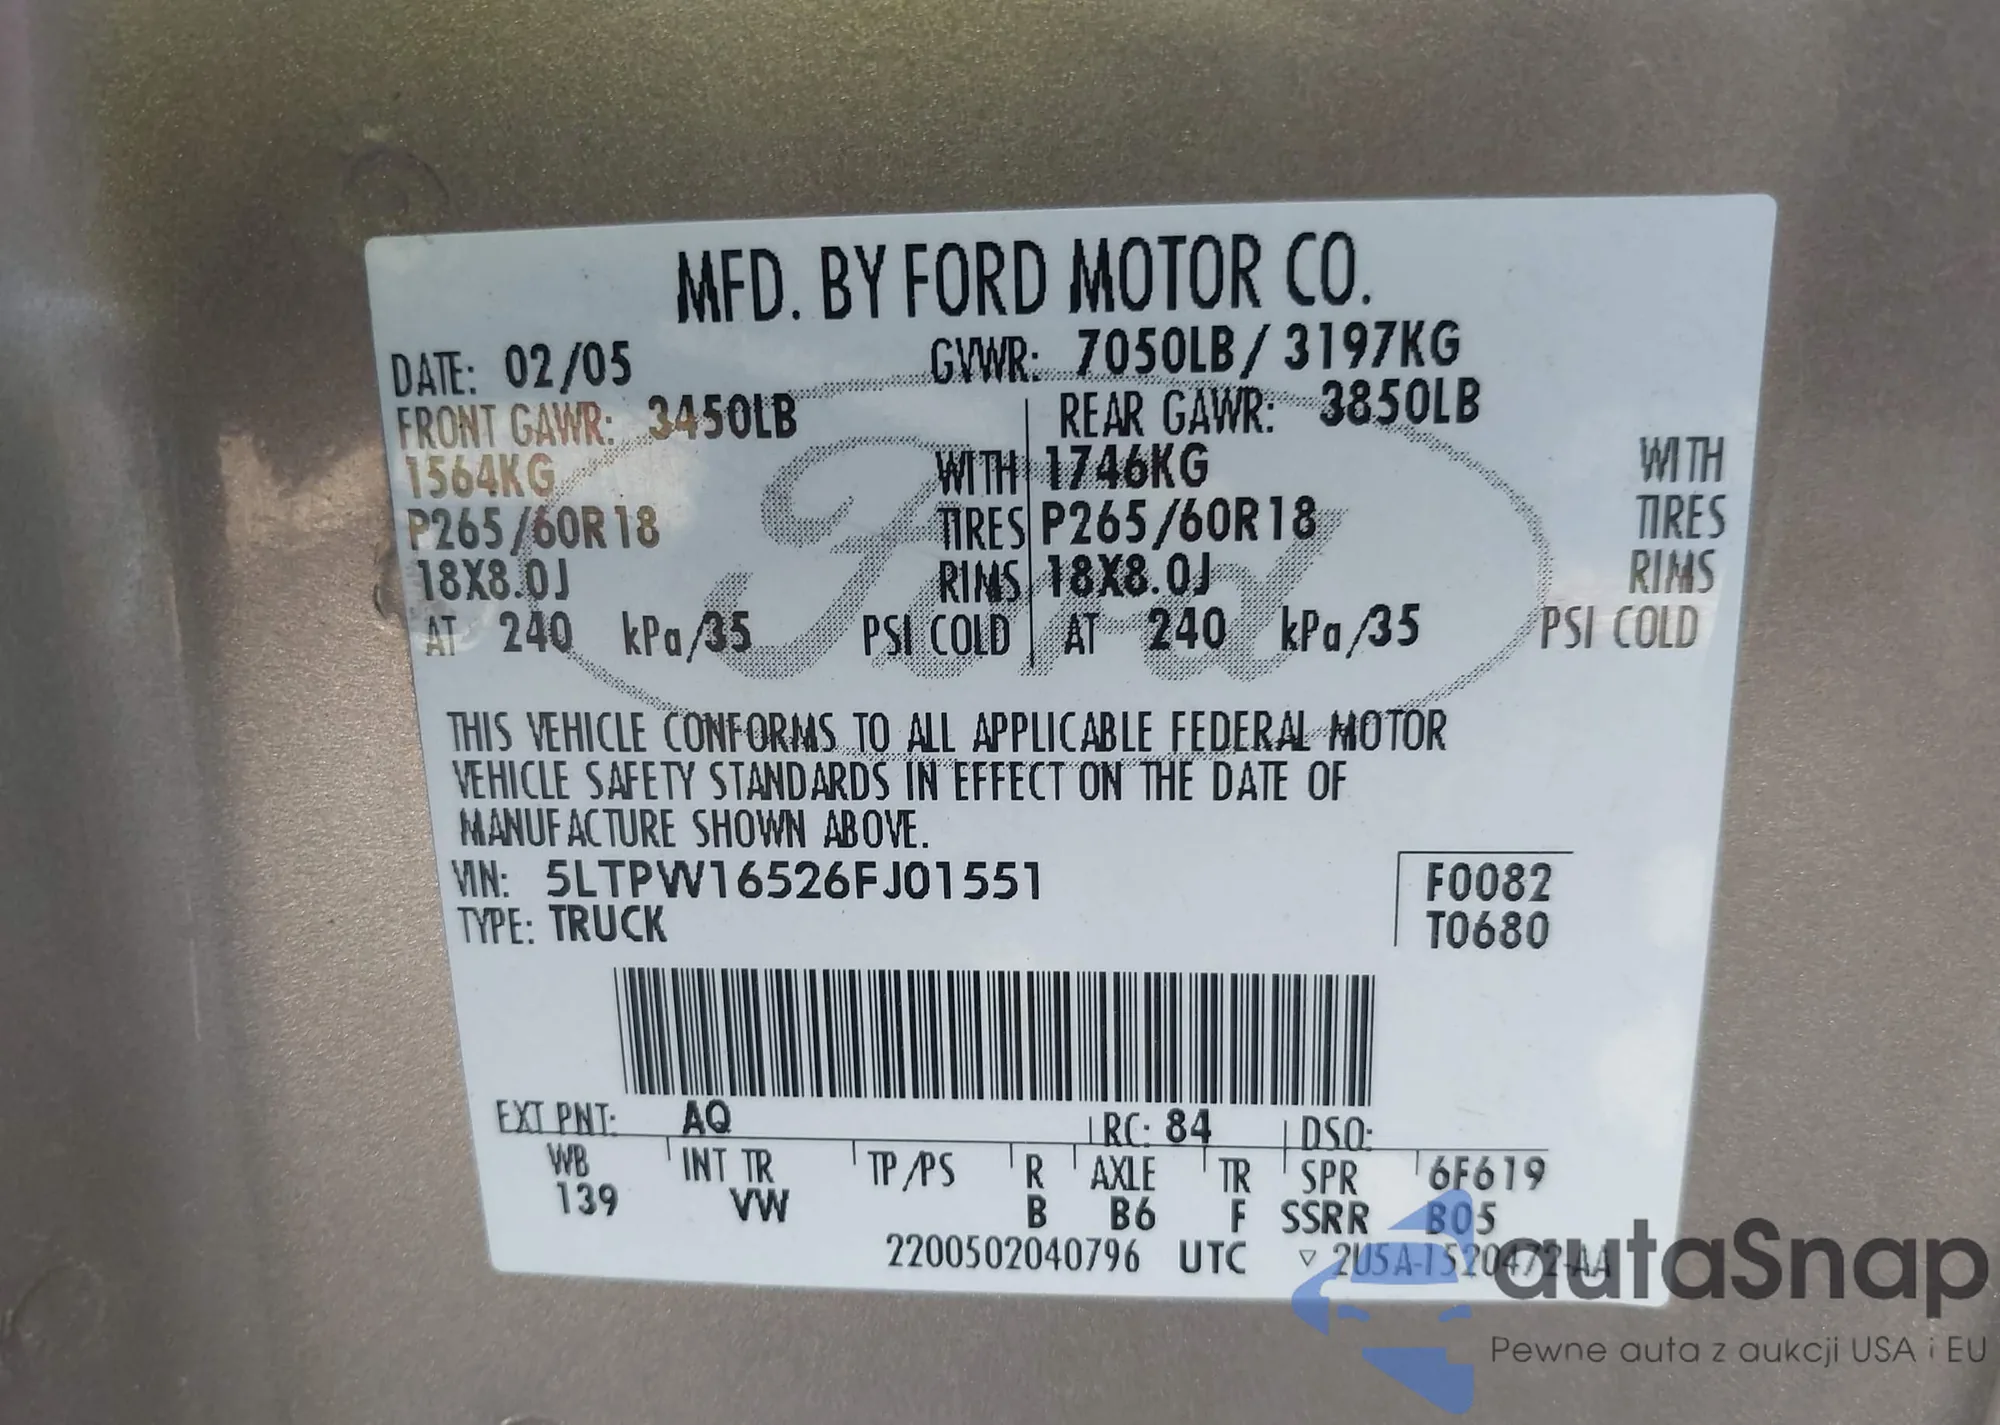 MFD. BY FORD MOTOR CO.
DATE: 02/05 GVWR: 7050LB/ 3197KG
FRONT GAWR: 3450LB REAR GAWR: 3850LB
1564KG WITH 1746KG WITH
P265/60R18 TIRES P265/60R18 TIRES
18X8.0J RIMS 18X8.0J RIMS
AT 240 kPa/35 PSI COLD AT 240 kPa/35 PSI COLD
Ford
THIS VEHICLE CONFORMS TO ALL APPLICABLE FEDERAL MOTOR
VEHICLE SAFETY STANDARDS IN EFFECT ON THE DATE OF
MANUFACTURE SHOWN ABOVE.
VIN: 5LTPW16526FJ01551 F0082
TYPE: TRUCK T0680
EXT PNT: AQ RC: 84 DSO:
WB INT TR TP/PS R AXLE TR SPR 6F619
139 VW B B6 F SSRR B05
2200502040796 UTC ▽ 2U5A-1520472-AA
autaSnap
Pewne auta z aukcji USA i EU